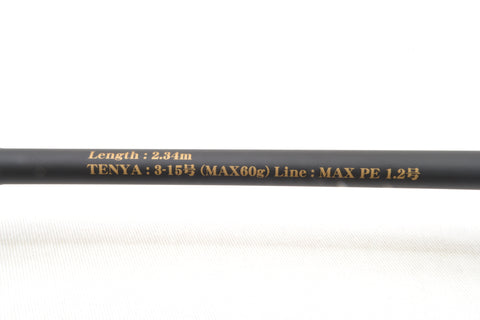 Length : 2.34m
TENYA : 3-15号 (MAX60g) Line : MAX PE 1.2号